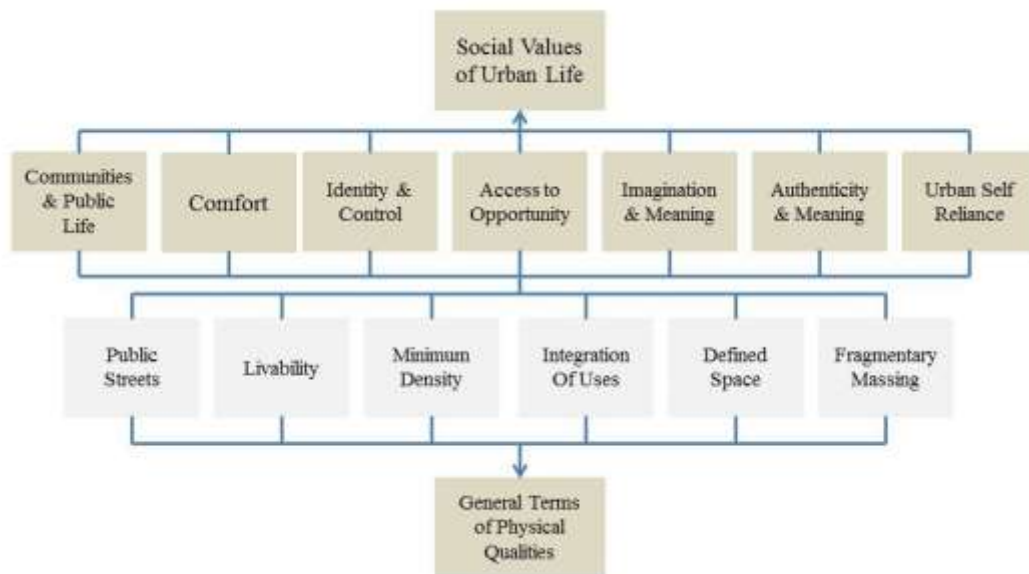 Social Values
of Urban Life
Communities
& Public
Life
Comfort
Identity &
Control
Access to
Opportunity
Imagination
& Meaning
Authenticity
& Meaning
Urban Self
Reliance
Public
Streets
Livability
Minimum
Density
Integration
Of Uses
Defined
Space
Fragmentary
Massing
General Terms
of Physical
Qualities